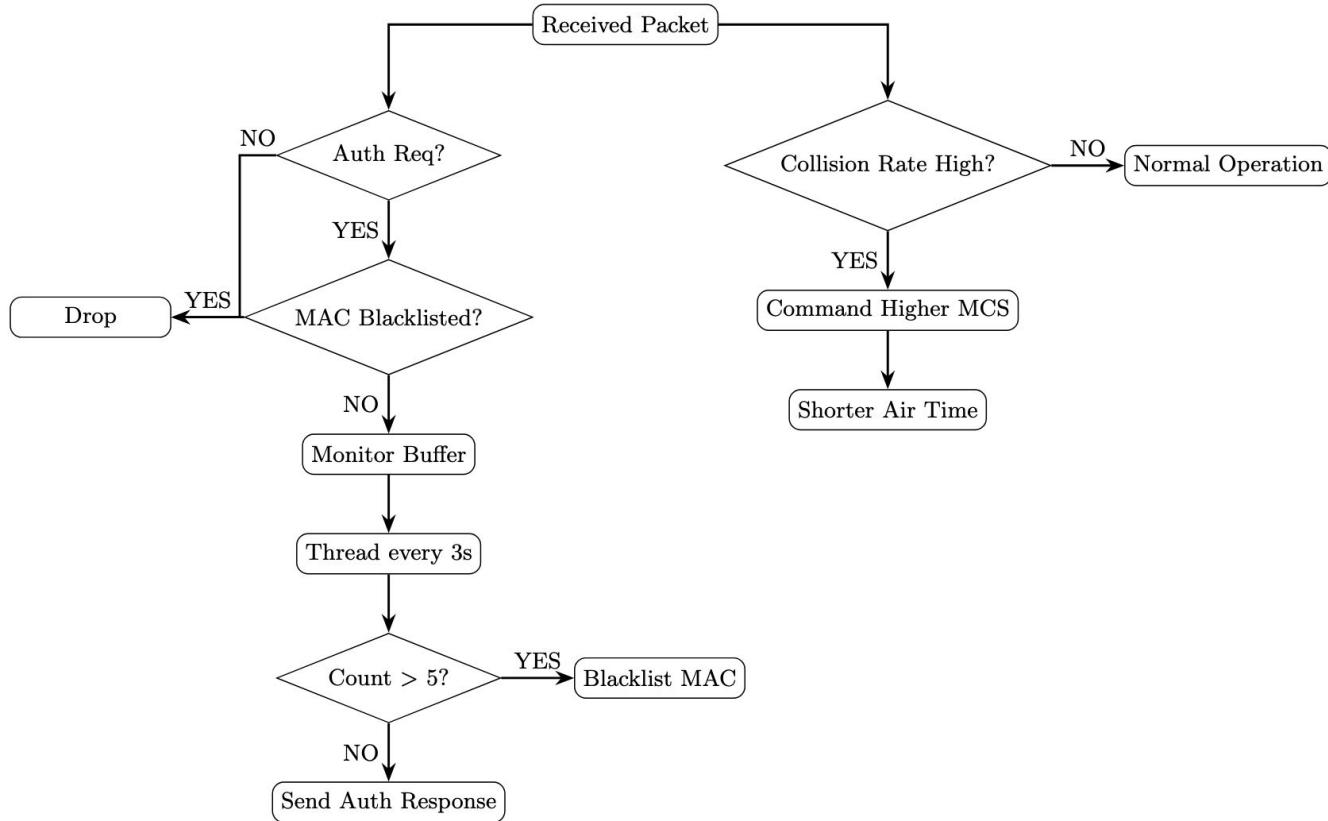 Received Packet
NO
Auth Req?
Collision Rate High?
NO
Normal Operation
YES
YES
YES
Drop
MAC Blacklisted?
Command Higher MCS
NO
Shorter Air Time
Monitor Buffer
Thread every 3s
Count > 5?
YES
Blacklist MAC
NO
Send Auth Response